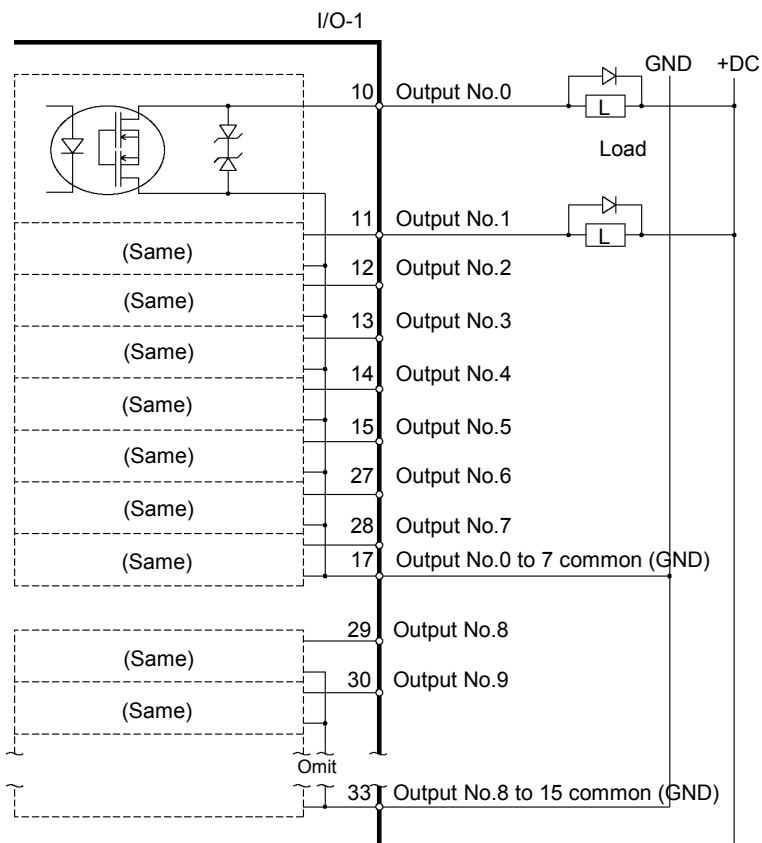 I/O-1
GND +DC
10 Output No.0
L
Load
11 Output No.1
L
(Same)
12 Output No.2
(Same)
13 Output No.3
(Same)
14 Output No.4
(Same)
15 Output No.5
(Same)
27 Output No.6
(Same)
28 Output No.7
17 Output No.0 to 7 common (GND)
(Same)
29 Output No.8
(Same)
30 Output No.9
(Same)
Omit
33 Output No.8 to 15 common (GND)